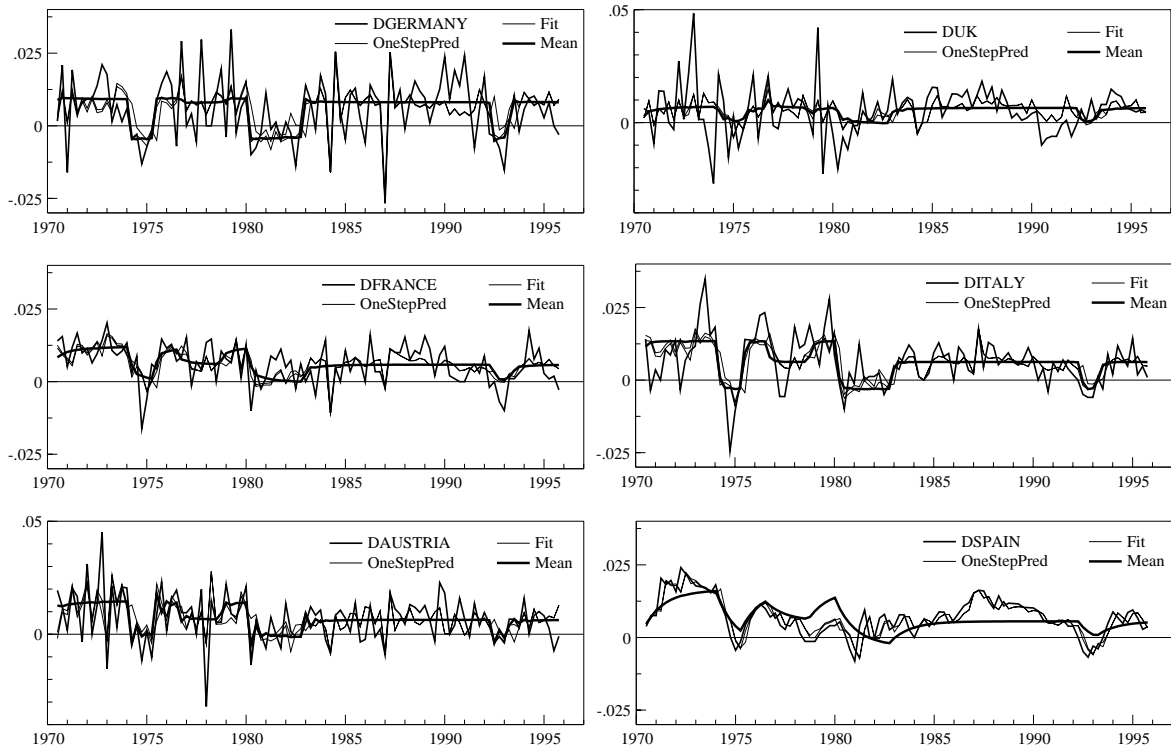 DGERMANY Fit
OneStepPred Mean
.025
0
-.025
1970 1975 1980 1985 1990 1995
.05
DUK Fit
OneStepPred Mean
0
1970 1975 1980 1985 1990 1995
DFRANCE Fit
OneStepPred Mean
.025
0
-.025
1970 1975 1980 1985 1990 1995
DITALY Fit
OneStepPred Mean
.025
0
-.025
1970 1975 1980 1985 1990 1995
.05
DAUSTRIA Fit
OneStepPred Mean
0
1970 1975 1980 1985 1990 1995
DSPAIN Fit
OneStepPred Mean
.025
0
-.025
1970 1975 1980 1985 1990 1995